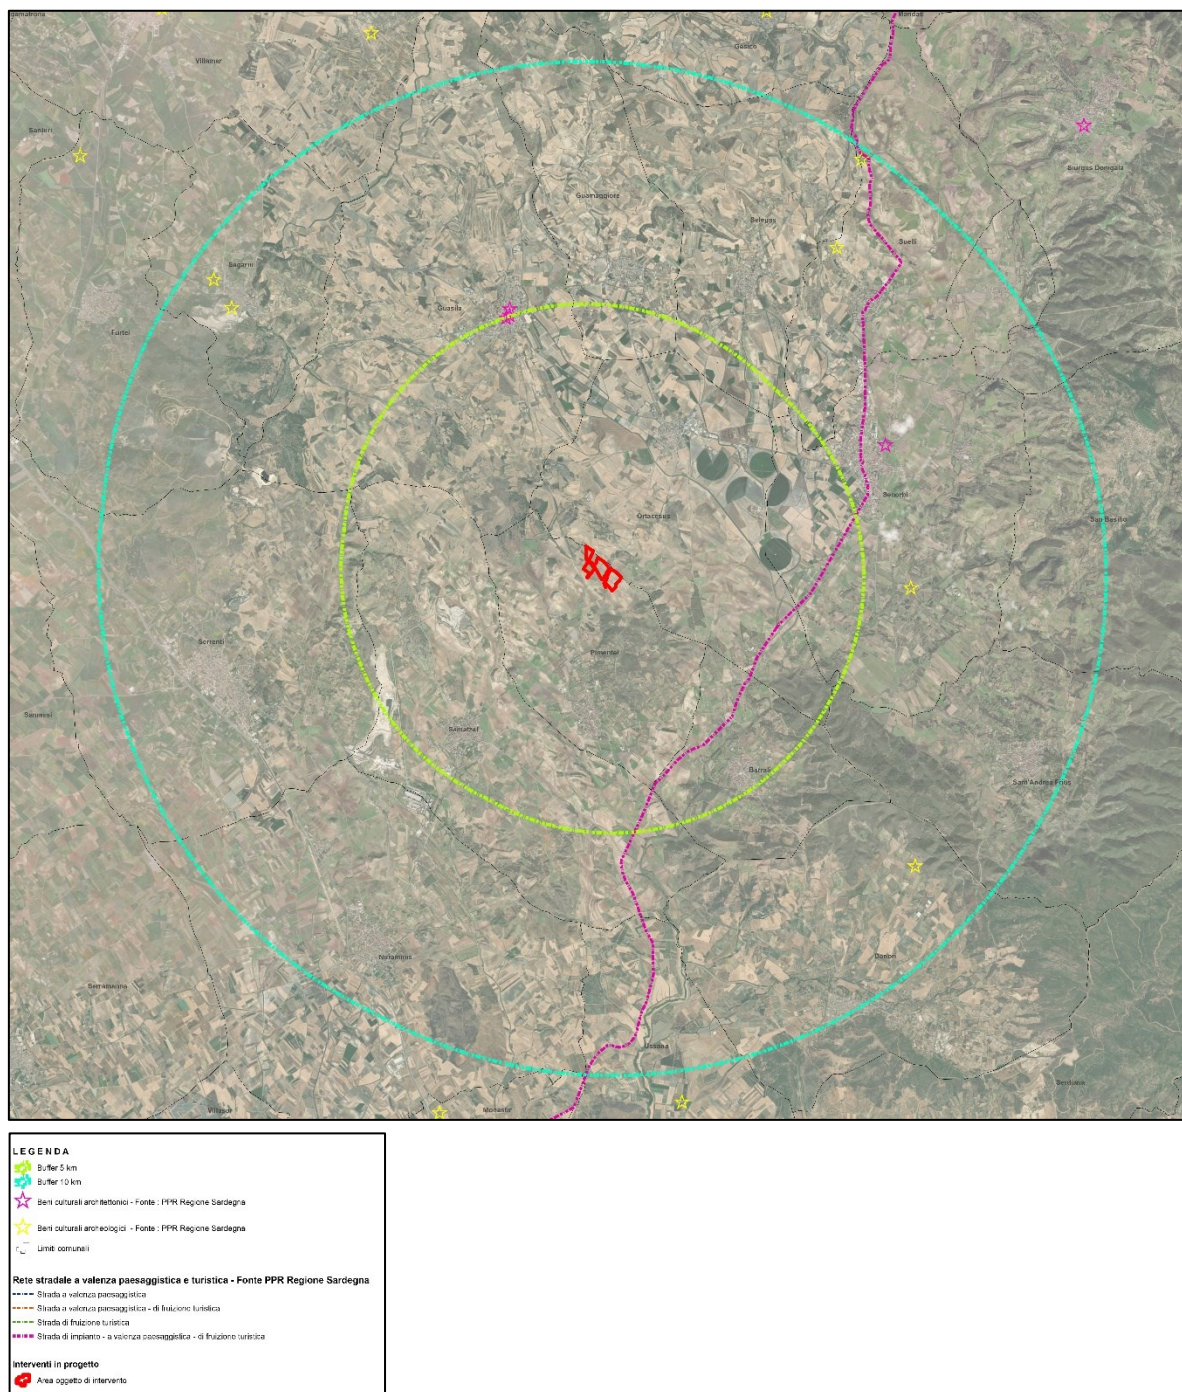 Villamar
Gesico
Sanluri
Siurgus Donigala
Guamaggiore
Selegas
Suelli
Segariu
Guasila
Furtei
Senorbì
Ortacesus
San Basilio
Serrenti
Pimentel
Samatzai
Barrali
Sant'Andrea Frius
Nuraminis
Donori
Serramanna
Ussana
Serdiana
Villasor
Monastir
LEGENDA
Buffer 5 km
Buffer 10 km
Beni culturali architettonici - Fonte : PPR Regione Sardegna
Beni culturali archeologici - Fonte : PPR Regione Sardegna
Limiti comunali
Rete stradale a valenza paesaggistica e turistica - Fonte PPR Regione Sardegna
Strada a valenza paesaggistica
Strada a valenza paesaggistica - di fruizione turistica
Strada di fruizione turistica
Strada di impianto - a valenza paesaggistica - di fruizione turistica
Interventi in progetto
Area oggetto di intervento